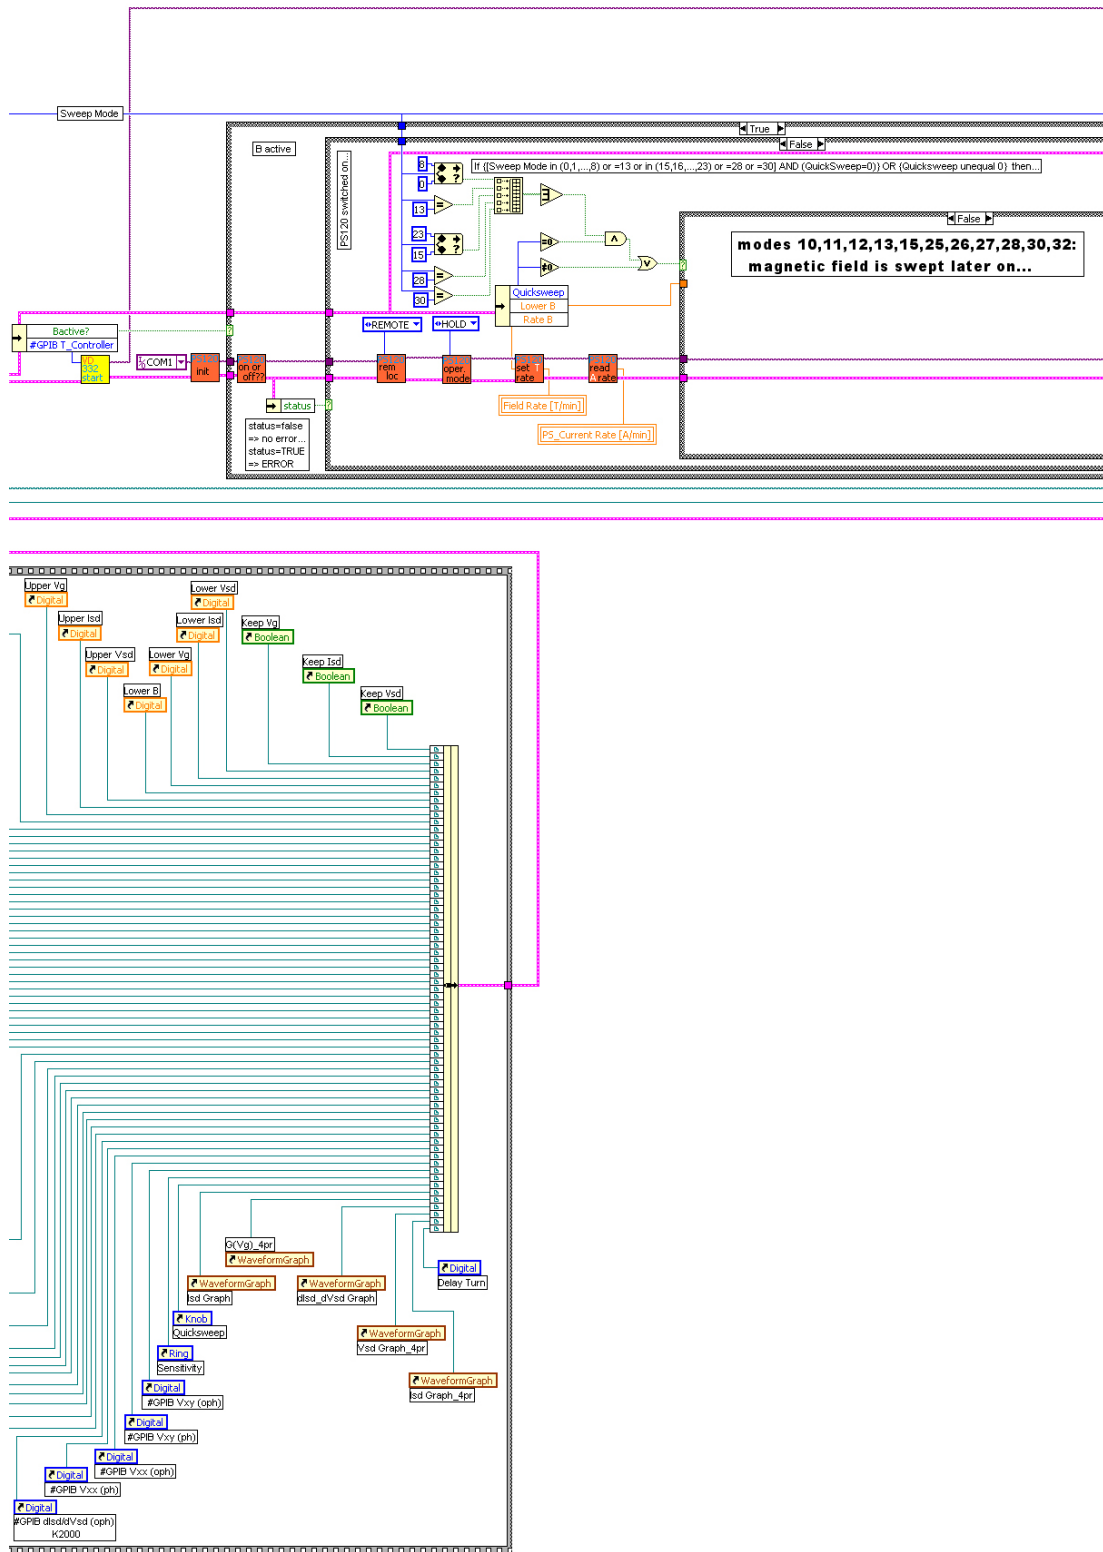 Sweep Mode
True
B active
False
PS120 switched on...
If {[Sweep Mode in (0,1,...,8) or =13 or in (15,16,...,23) or =28 or =30] AND (QuickSweep=0)} OR {Quicksweep unequal 0} then...
8
0
13
23
15
28
30
=0
≠0
False
modes 10,11,12,13,15,25,26,27,28,30,32:
magnetic field is swept later on...
Quicksweep
Lower B
Rate B
REMOTE
HOLD
Bactive?
#GPIB T_Controller
VD
332
start
COM1
init
on or
off??
rem
loc
oper.
mode
set T
rate
read
A rate
status
Field Rate [T/min]
PS_Current Rate [A/min]
status=false
=> no error...
status=TRUE
=> ERROR
Upper Vg
Digital
Lower Vsd
Digital
Upper Isd
Digital
Lower Isd
Digital
Keep Vg
Boolean
Upper Vsd
Digital
Lower Vg
Digital
Keep Isd
Boolean
Lower B
Digital
Keep Vsd
Boolean
G(Vg)_4pr
WaveformGraph
Digital
Delay Turn
WaveformGraph
Isd Graph
WaveformGraph
dIsd_dVsd Graph
Knob
Quicksweep
WaveformGraph
Vsd Graph_4pr
Ring
Sensitivity
WaveformGraph
Isd Graph_4pr
Digital
#GPIB Vxy (oph)
Digital
#GPIB Vxy (ph)
Digital
#GPIB Vxx (oph)
Digital
#GPIB Vxx (ph)
Digital
#GPIB dIsd/dVsd (oph)
K2000